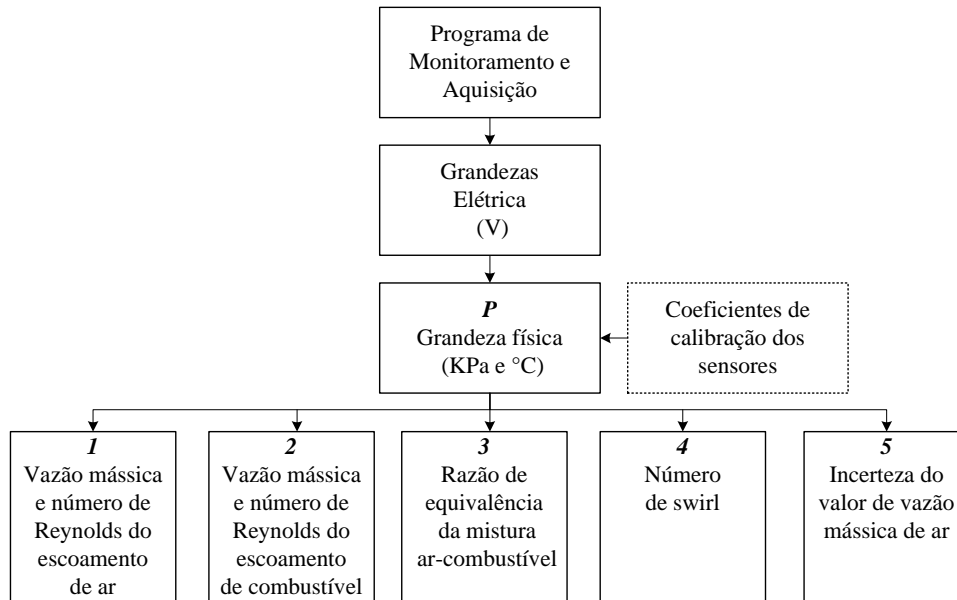 Programa de
Monitoramento e
Aquisição
Grandezas
Elétrica
(V)
P
Grandeza física
(KPa e °C)
Coeficientes de
calibração dos
sensores
1
Vazão mássica
e número de
Reynolds do
escoamento
de ar
2
Vazão mássica
e número de
Reynolds do
escoamento
de combustível
3
Razão de
equivalência
da mistura
ar-combustível
4
Número
de swirl
5
Incerteza do
valor de vazão
mássica de ar